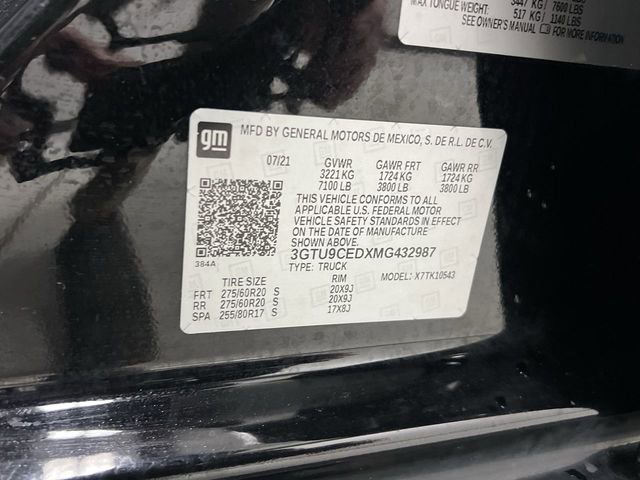 3447 KG/ 7600 LBS
MAX TONGUE WEIGHT:
517 KG/ 1140 LBS
SEE OWNER'S MANUAL FOR MORE INFORMATION
gm
MFD BY GENERAL MOTORS DE MEXICO, S. DE R.L. DE C.V.
07/21 GVWR GAWR FRT GAWR RR
3221 KG 1724 KG 1724 KG
7100 LB 3800 LB 3800 LB
THIS VEHICLE CONFORMS TO ALL
APPLICABLE U.S. FEDERAL MOTOR
VEHICLE SAFETY STANDARDS IN EFFECT
ON THE DATE OF MANUFACTURE
SHOWN ABOVE.
3GTU9CEDXMG432987
384A
TYPE: TRUCK MODEL: X7TK10543
TIRE SIZE RIM
FRT 275/60R20 S 20X9J
RR 275/60R20 S 20X9J
SPA 255/80R17 S 17X8J